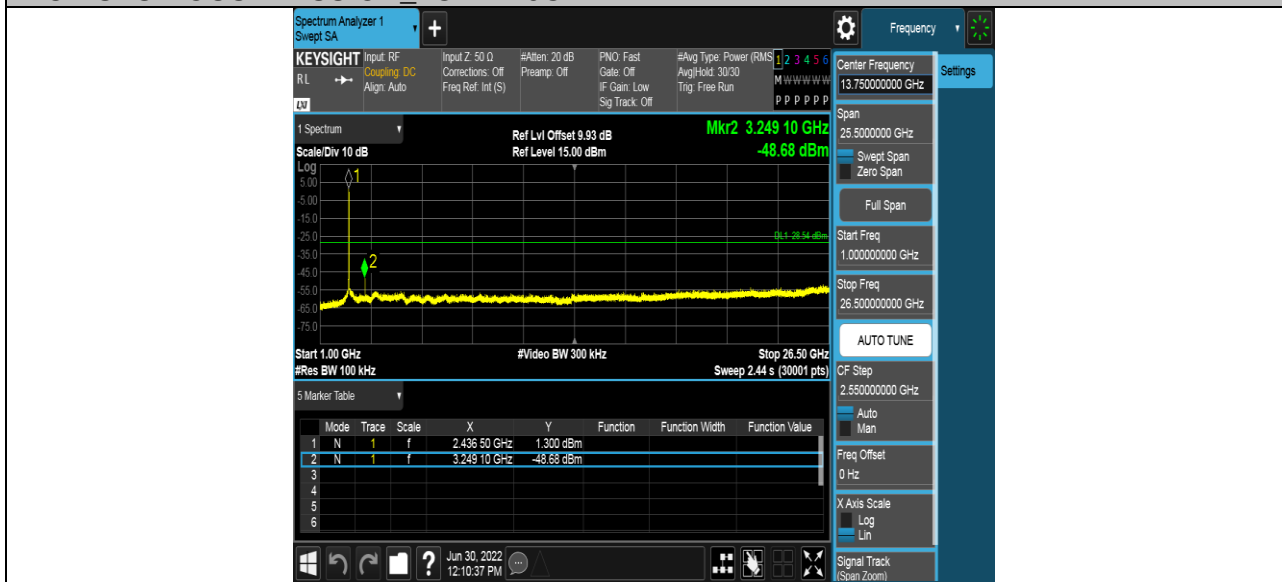 Spectrum Analyzer 1
Swept SA
+
Frequency
KEYSIGHT
RL
LXI
Input: RF
Coupling: DC
Align: Auto
Input Z: 50 Ω
Corrections: Off
Freq Ref: Int (S)
#Atten: 20 dB
Preamp: Off
PNO: Fast
Gate: Off
IF Gain: Low
Sig Track: Off
#Avg Type: Power (RMS
Avg|Hold: 30/30
Trig: Free Run
1 2 3 4 5 6
M W W W W W
P P P P P P
1 Spectrum
Scale/Div 10 dB
Ref Lvl Offset 9.93 dB
Ref Level 15.00 dBm
Mkr2 3.249 10 GHz
-48.68 dBm
Log
5.00
-5.00
-15.0
-25.0
-35.0
-45.0
-55.0
-65.0
-75.0
1
2
DL1 -28.54 dBm
Start 1.00 GHz
#Res BW 100 kHz
#Video BW 300 kHz
Stop 26.50 GHz
Sweep 2.44 s (30001 pts)
5 Marker Table
Mode Trace Scale X Y Function Function Width Function Value
1 N 1 f 2.436 50 GHz 1.300 dBm
2 N 1 f 3.249 10 GHz -48.68 dBm
3
4
5
6
?
Jun 30, 2022
12:10:37 PM
Center Frequency
13.750000000 GHz
Settings
Span
25.5000000 GHz
Swept Span
Zero Span
Full Span
Start Freq
1.000000000 GHz
Stop Freq
26.500000000 GHz
AUTO TUNE
CF Step
2.550000000 GHz
Auto
Man
Freq Offset
0 Hz
X Axis Scale
Log
Lin
Signal Track
(Span Zoom)